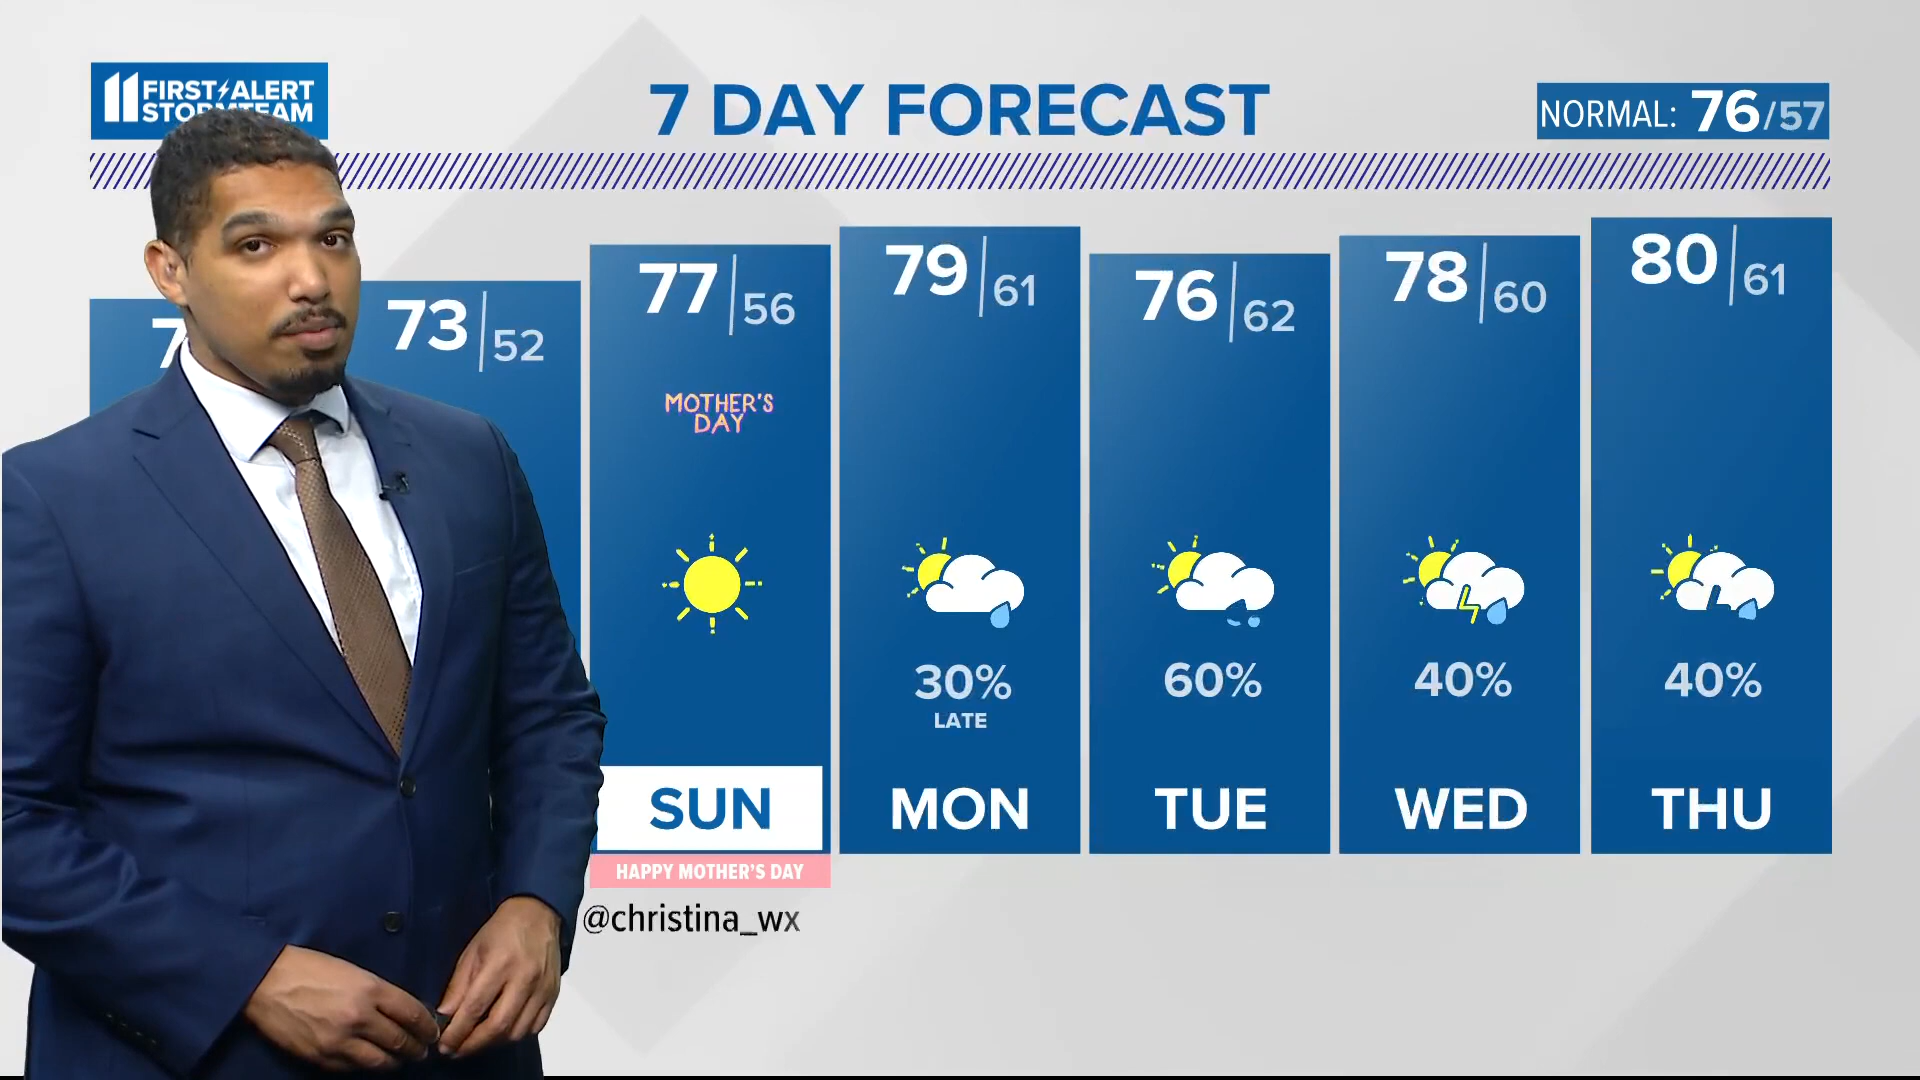 11 FIRST ALERT
7 DAY FORECAST
NORMAL: 76/57
73 52
77 56
79 61
76 62
78 60
80 61
MOTHER'S
DAY
30%
LATE
60%
40%
40%
SUN
MON
TUE
WED
THU
HAPPY MOTHER'S DAY
@christina_wx